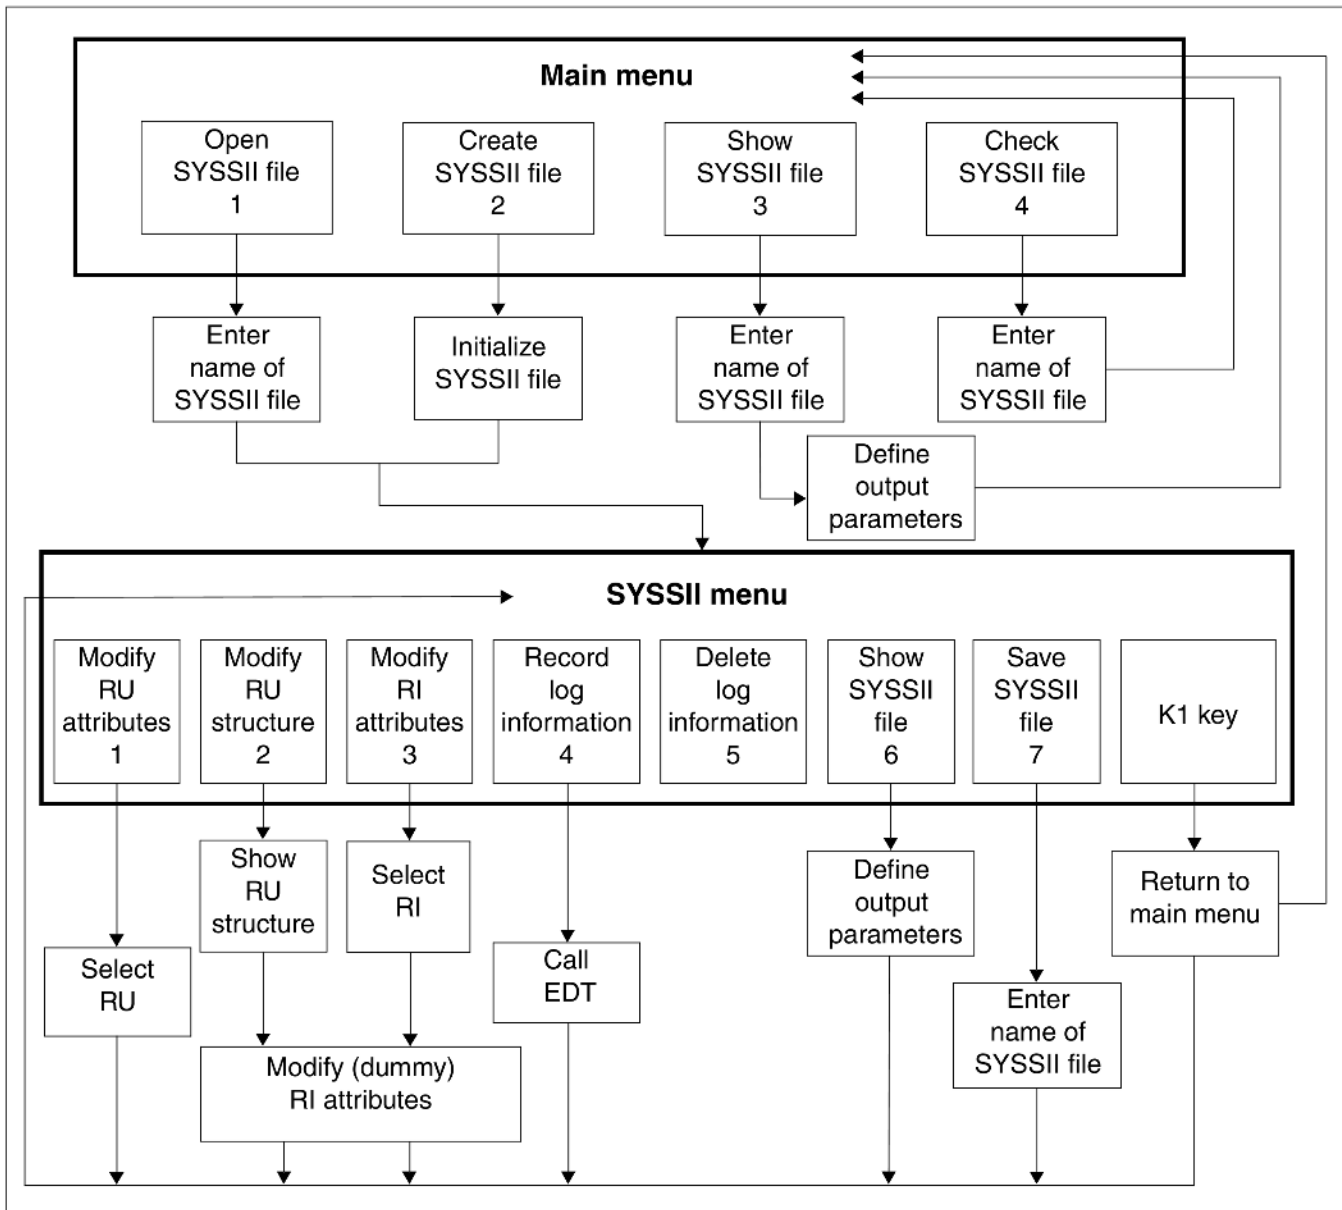 Main menu
Open
SYSSII file
1
Create
SYSSII file
2
Show
SYSSII file
3
Check
SYSSII file
4
Enter
name of
SYSSII file
Initialize
SYSSII file
Enter
name of
SYSSII file
Enter
name of
SYSSII file
Define
output
parameters
SYSSII menu
Modify
RU
attributes
1
Modify
RU
structure
2
Modify
RI
attributes
3
Record
log
information
4
Delete
log
information
5
Show
SYSSII
file
6
Save
SYSSII
file
7
K1 key
Show
RU
structure
Select
RI
Define
output
parameters
Return to
main menu
Select
RU
Call
EDT
Enter
name of
SYSSII file
Modify (dummy)
RI attributes